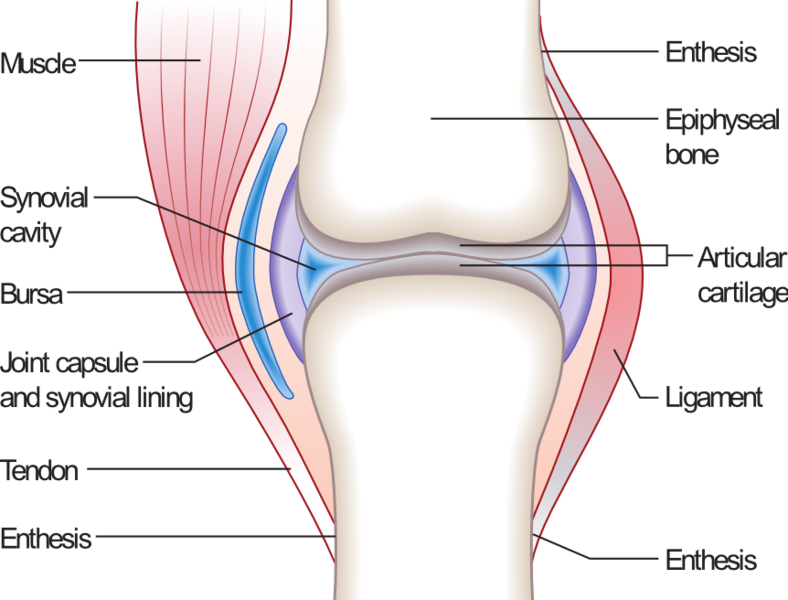 Muscle
Synovial
cavity
Bursa
Joint capsule
and synovial lining
Tendon
Enthesis
Enthesis
Epiphyseal
bone
Articular
cartilage
Ligament
Enthesis